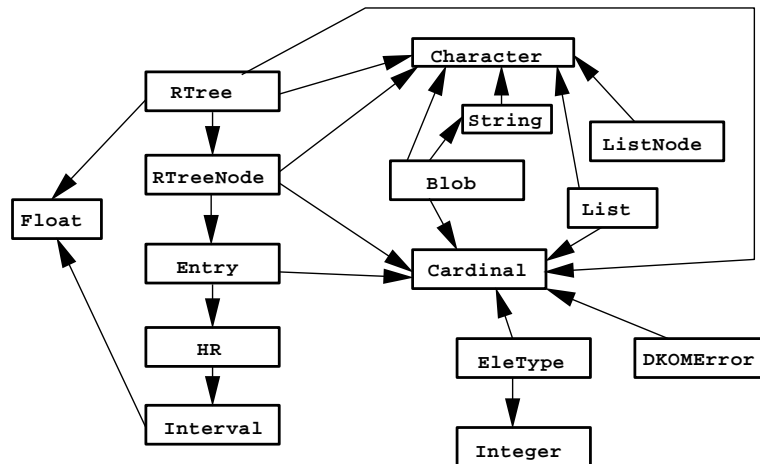 Character
RTree
String
ListNode
RTreeNode
Blob
List
Float
Entry
Cardinal
HR
EleType
DKOMError
Interval
Integer